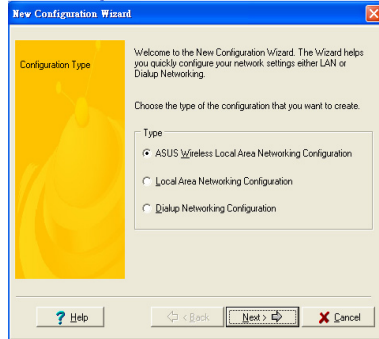 New Configuration Wizard
Configuration Type
Welcome to the New Configuration Wizard. The Wizard helps
you quickly configure your network settings either LAN or
Dialup Networking.
Choose the type of the configuration that you want to create.
Type
ASUS Wireless Local Area Networking Configuration
Local Area Networking Configuration
Dialup Networking Configuration
? Help
< Back
Next >
Cancel